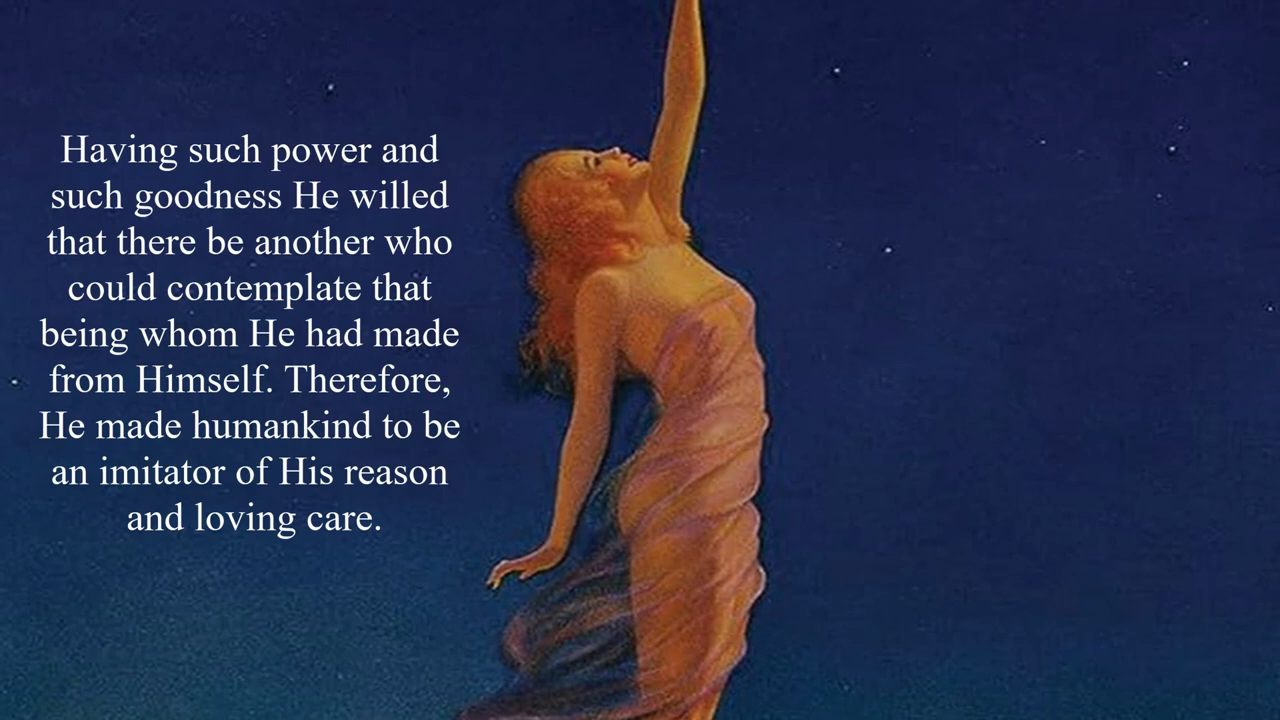 Having such power and
such goodness He willed
that there be another who
could contemplate that
being whom He had made
from Himself. Therefore,
He made humankind to be
an imitator of His reason
and loving care.